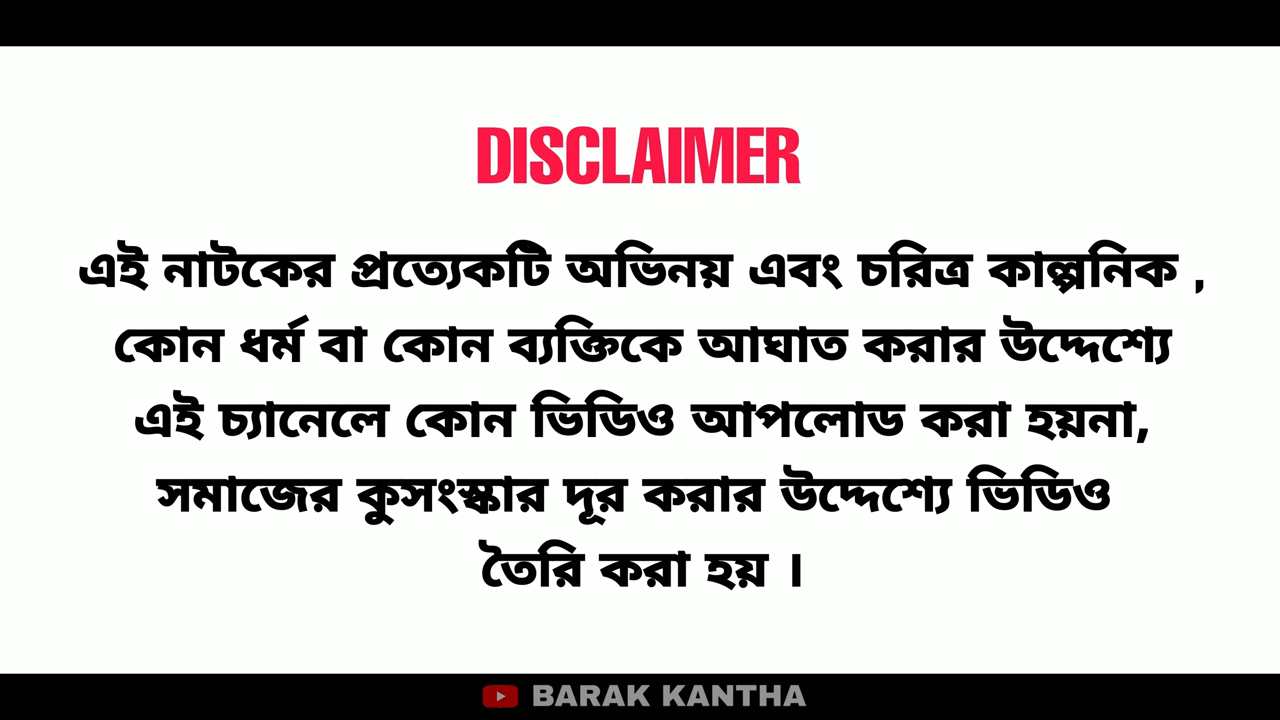 DISCLAIMER
এই নাটকের প্রত্যেকটি অভিনয় এবং চরিত্র কাল্পনিক ,
কোন ধর্ম বা কোন ব্যক্তিকে আঘাত করার উদ্দেশ্যে
এই চ্যানেলে কোন ভিডিও আপলোড করা হয়না,
সমাজের কুসংস্কার দূর করার উদ্দেশ্যে ভিডিও
তৈরি করা হয় ।
BARAK KANTHA